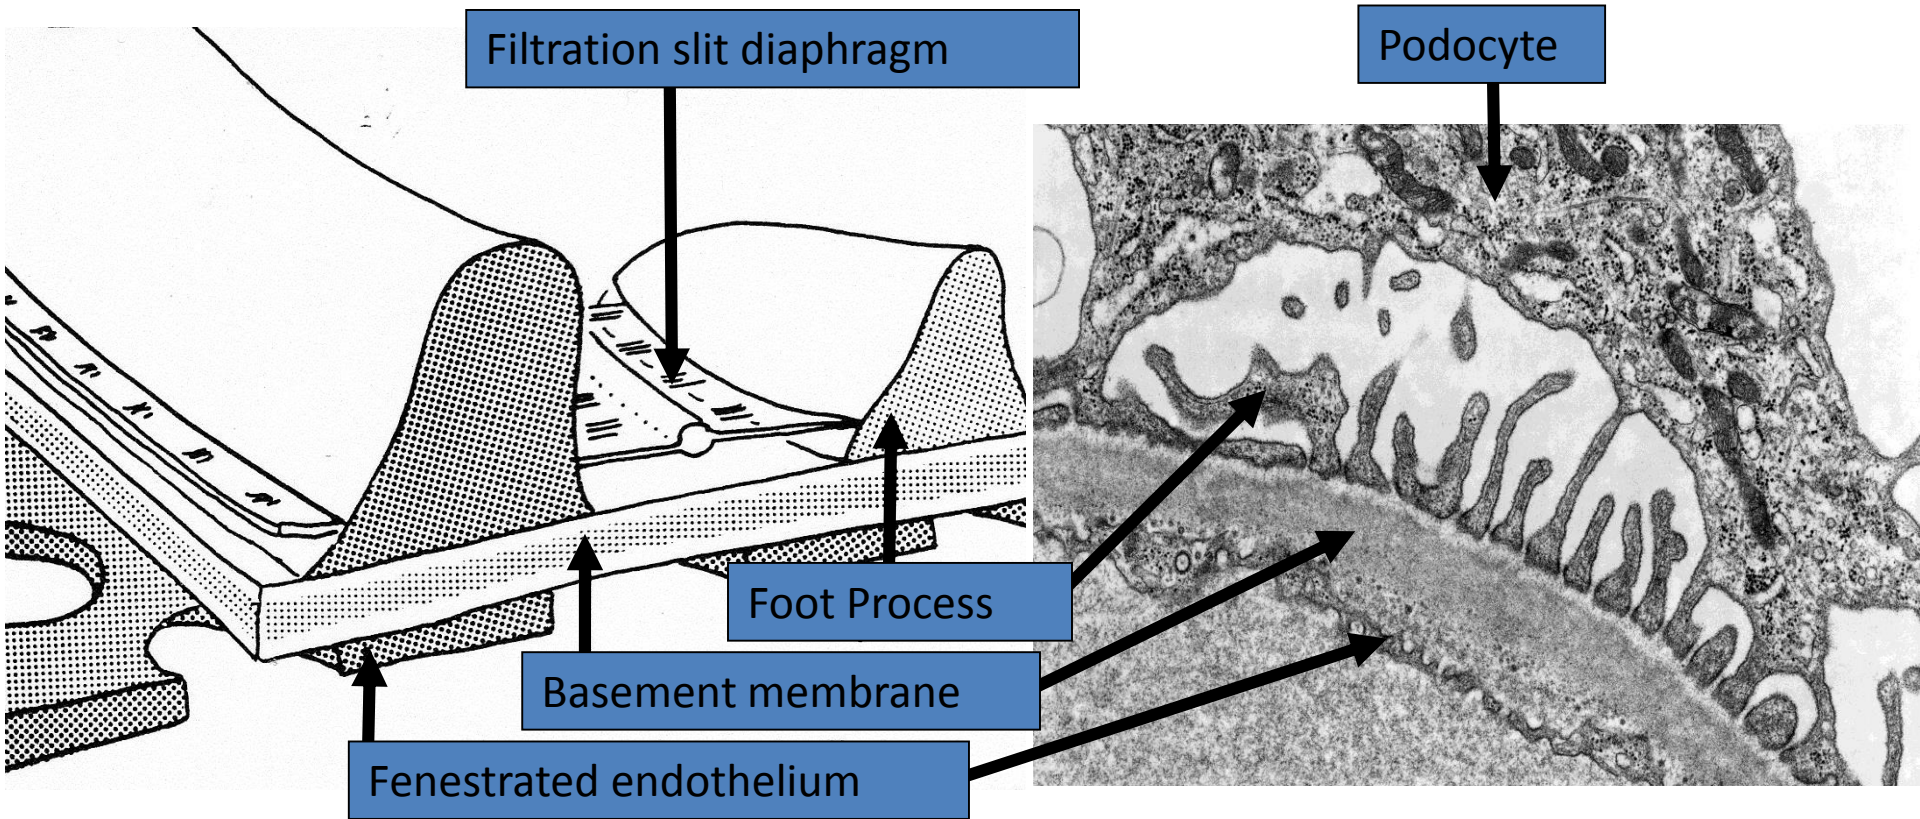 Filtration slit diaphragm
Podocyte
Foot Process
Basement membrane
Fenestrated endothelium